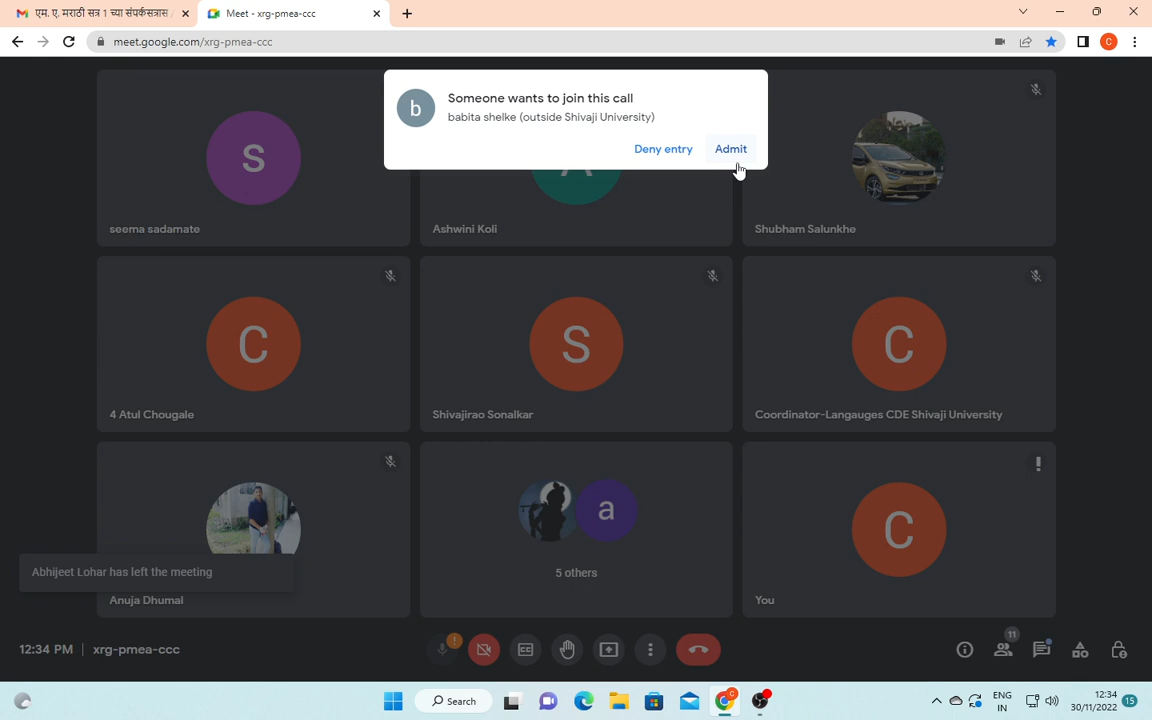 एम. ए. मराठी सत्र 1 च्या संपर्कसत्रास
Meet - xrg-pmea-ccc
meet.google.com/xrg-pmea-ccc
C
b
Someone wants to join this call
babita shelke (outside Shivaji University)
Deny entry
Admit
S
seema sadamate
Ashwini Koli
Shubham Salunkhe
C
4 Atul Chougale
S
Shivajirao Sonalkar
C
Coordinator-Langauges CDE Shivaji University
Anuja Dhumal
a
5 others
C
You
Abhijeet Lohar has left the meeting
12:34 PM | xrg-pmea-ccc
11
Search
C
ENG
IN
12:34
30/11/2022
15